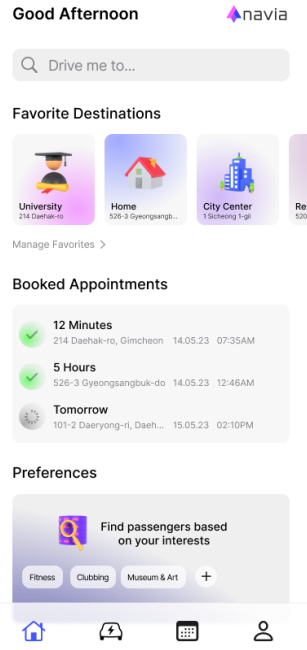 Good Afternoon
navia
Drive me to...
Favorite Destinations
University
214 Daehak-ro
Home
526-3 Gyeongsangb...
City Center
1 Sicheong 1-gil
Re
520
Manage Favorites >
Booked Appointments
12 Minutes
214 Daehak-ro, Gimcheon 14.05.23 07:35AM
5 Hours
526-3 Gyeongsangbuk-do 14.05.23 12:46AM
Tomorrow
101-2 Daeryong-ri, Daeh... 15.05.23 02:10PM
Preferences
Find passengers based
on your interests
Fitness Clubbing Museum & Art +